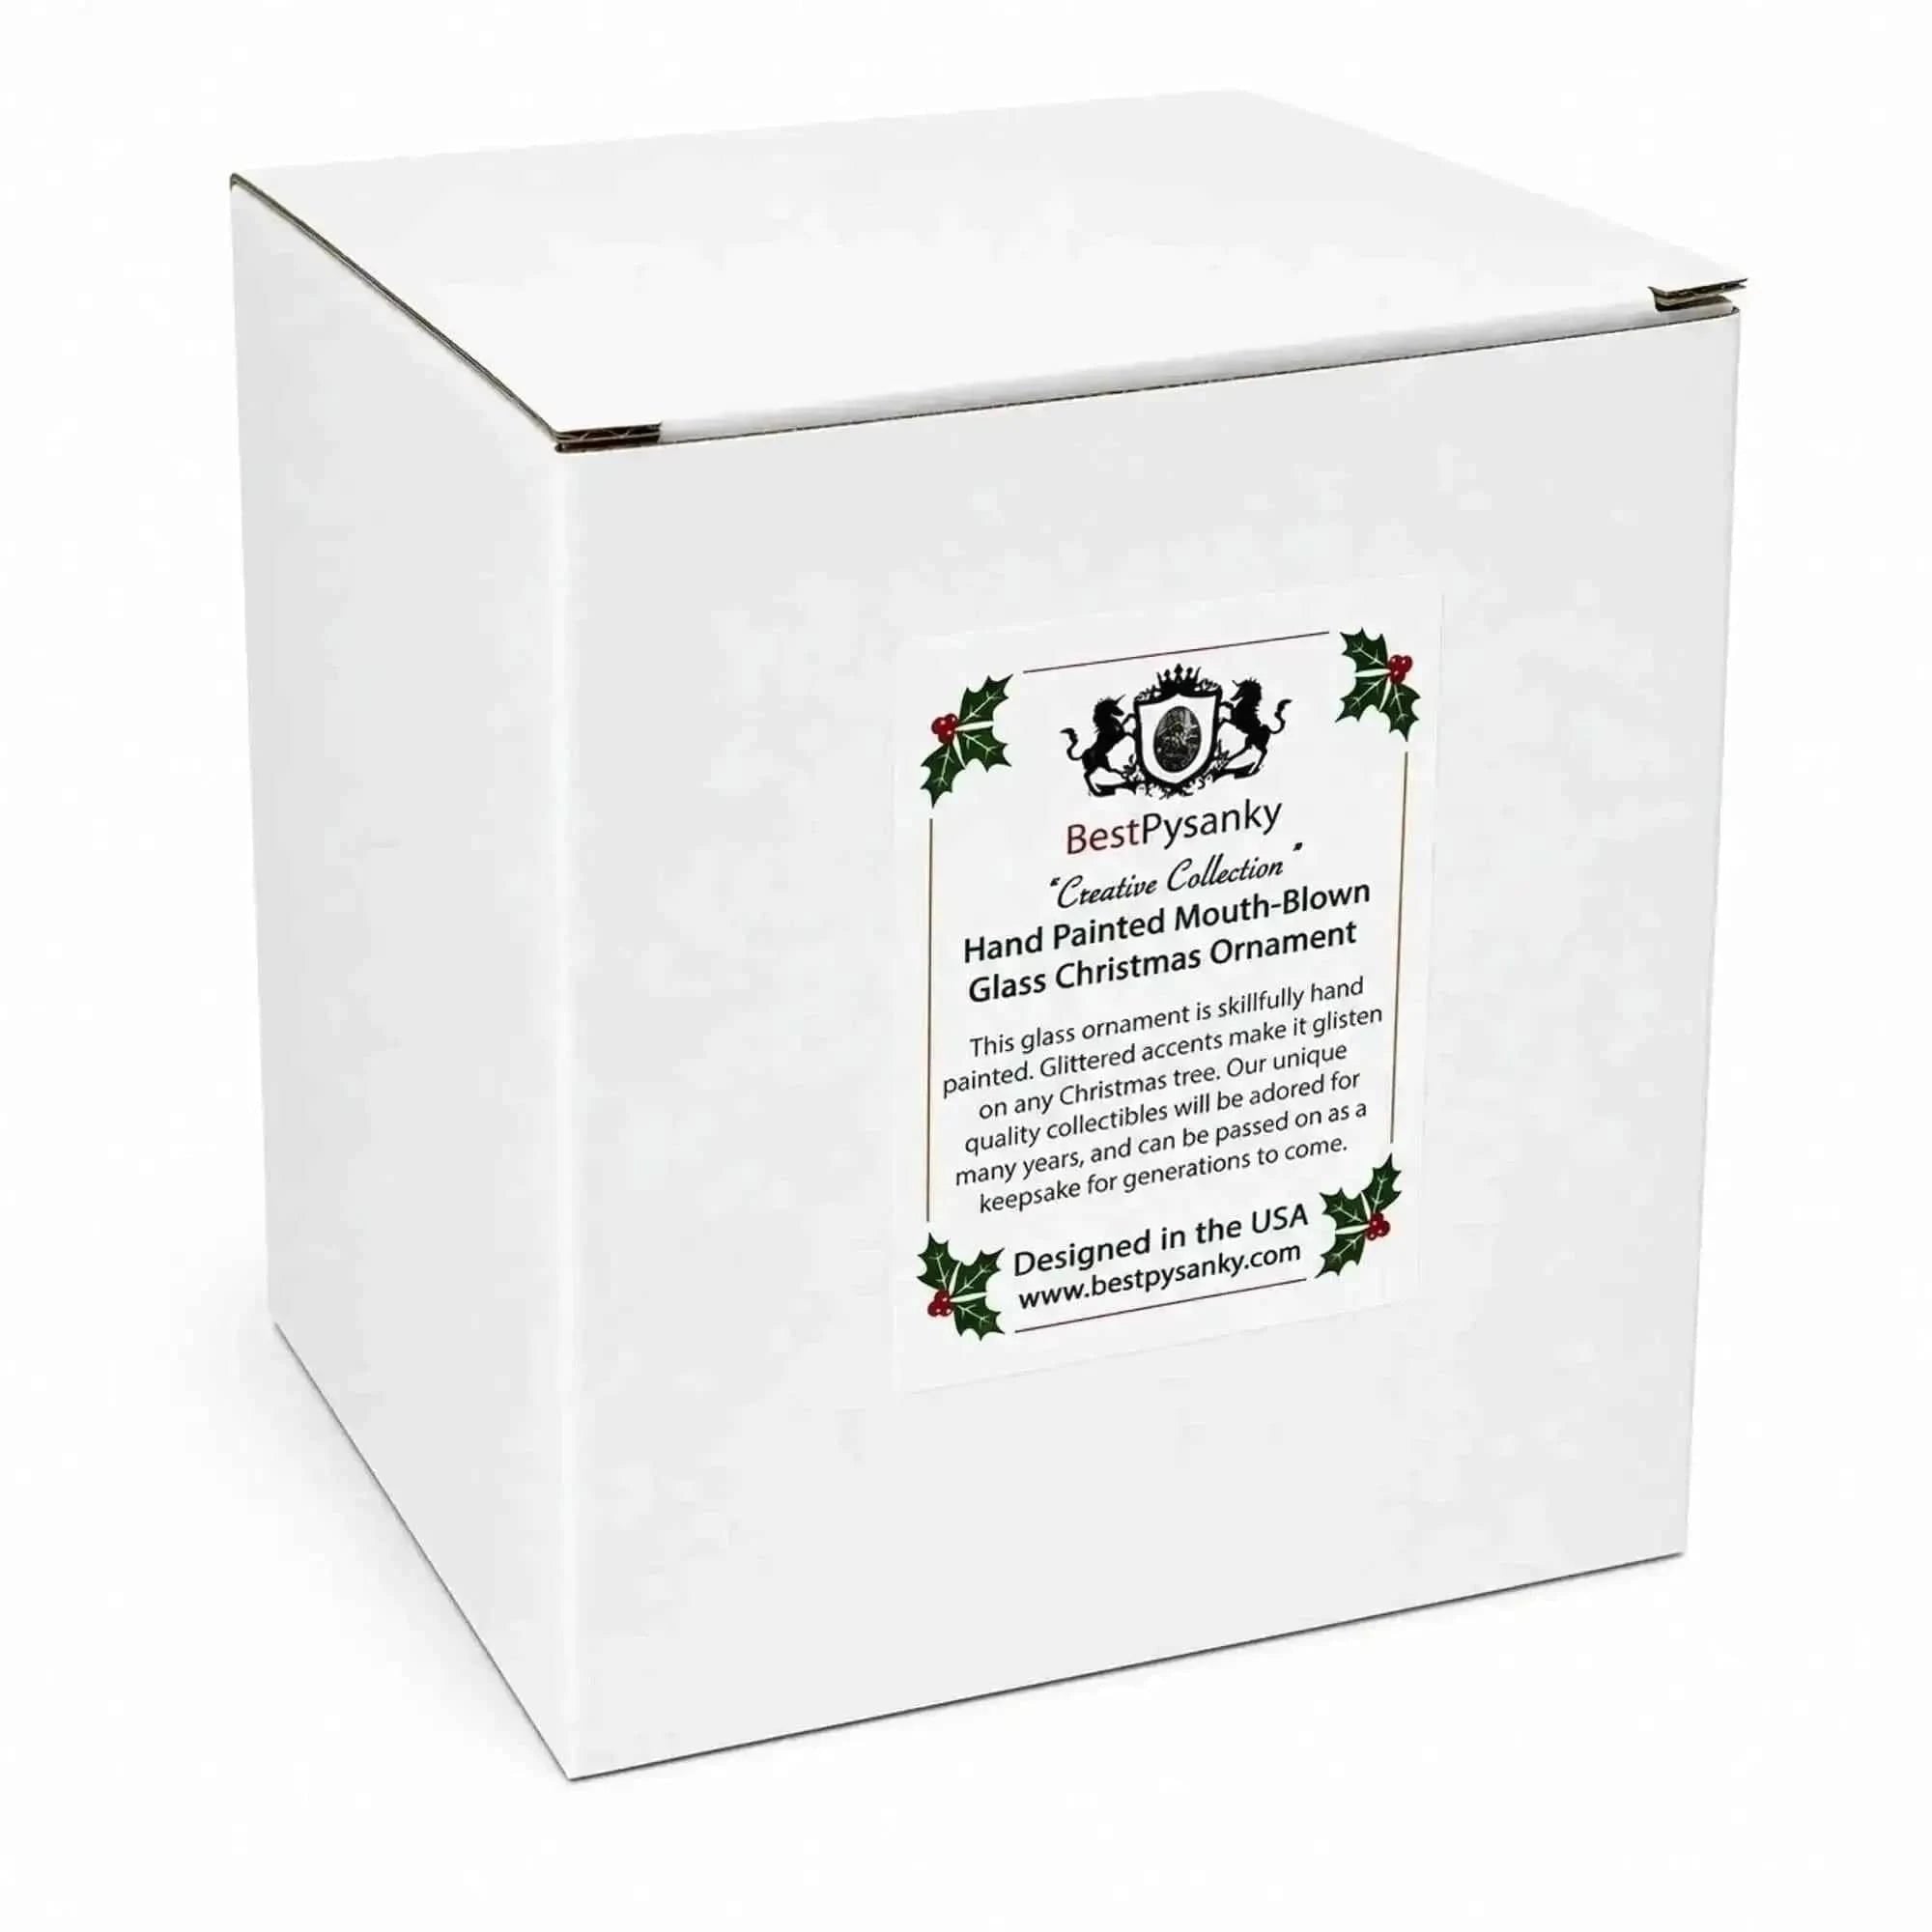 BestPysanky
"Creative Collection"
Hand Painted Mouth-Blown
Glass Christmas Ornament
This glass ornament is skillfully hand
painted. Glittered accents make it glisten
on any Christmas tree. Our unique
quality collectibles will be adored for
many years, and can be passed on as a
keepsake for generations to come.
Designed in the USA
www.bestpysanky.com